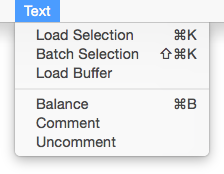 Text
Load Selection ⌘K
Batch Selection ⇧⌘K
Load Buffer
Balance ⌘B
Comment
Uncomment